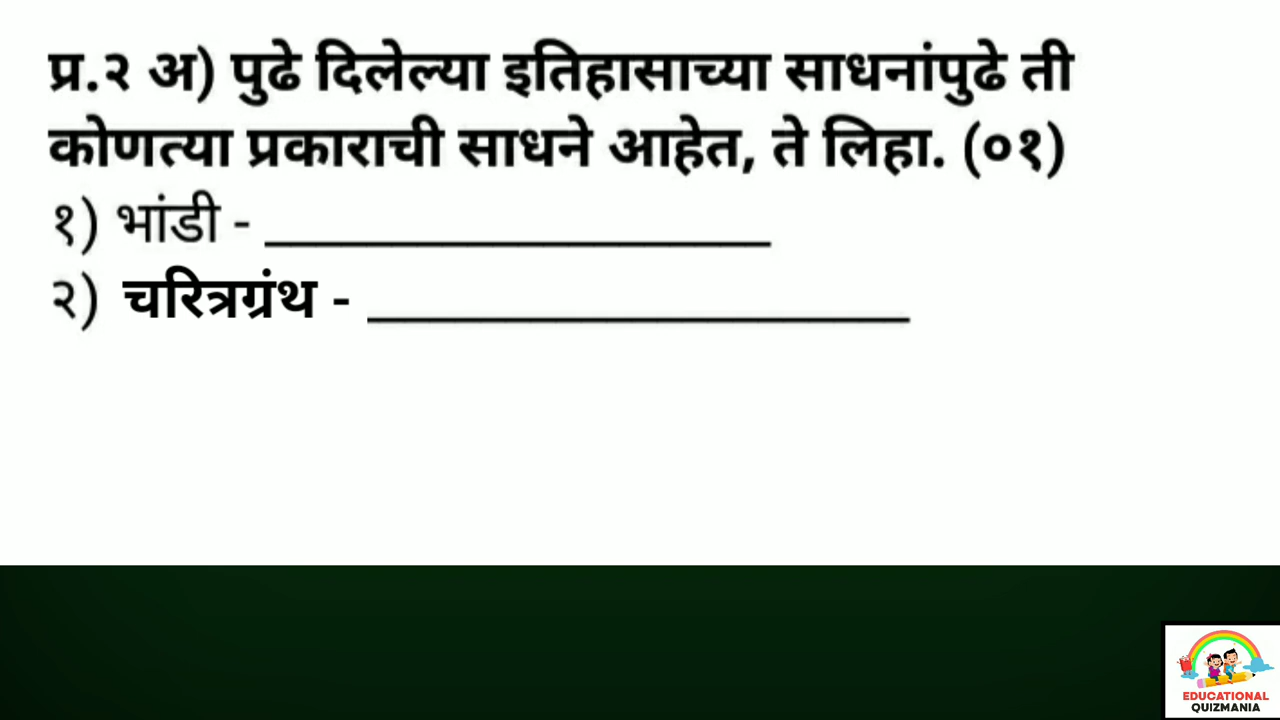 प्र.२ अ) पुढे दिलेल्या इतिहासाच्या साधनांपुढे ती
कोणत्या प्रकाराची साधने आहेत, ते लिहा. (०१)
१) भांडी - ____________________
२) चरित्रग्रंथ - ____________________
EDUCATIONAL
QUIZMANIA